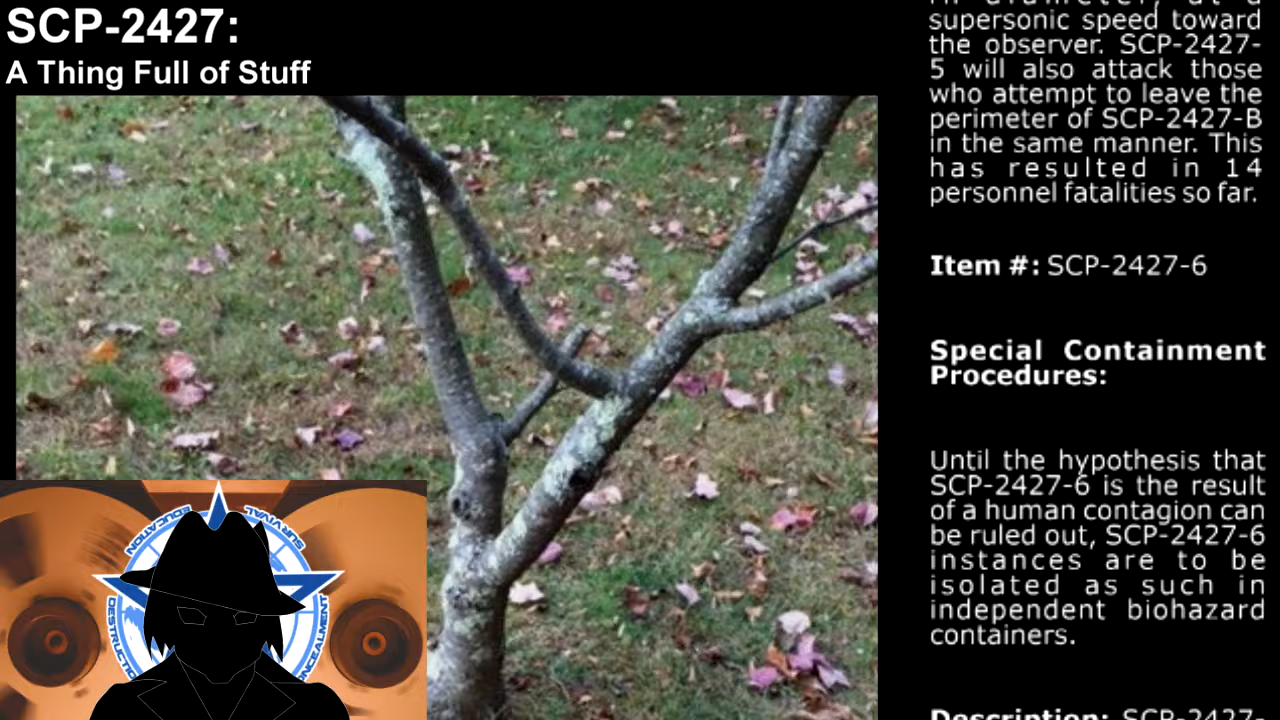 SCP-2427:
A Thing Full of Stuff
supersonic speed toward
the observer. SCP-2427-
5 will also attack those
who attempt to leave the
perimeter of SCP-2427-B
in the same manner. This
has resulted in 14
personnel fatalities so far.
Item #: SCP-2427-6
Special Containment
Procedures:
Until the hypothesis that
SCP-2427-6 is the result
of a human contagion can
be ruled out, SCP-2427-6
instances are to be
isolated as such in
independent biohazard
containers.
Description: SCP-2427-
EDUCATION
SURVIVAL